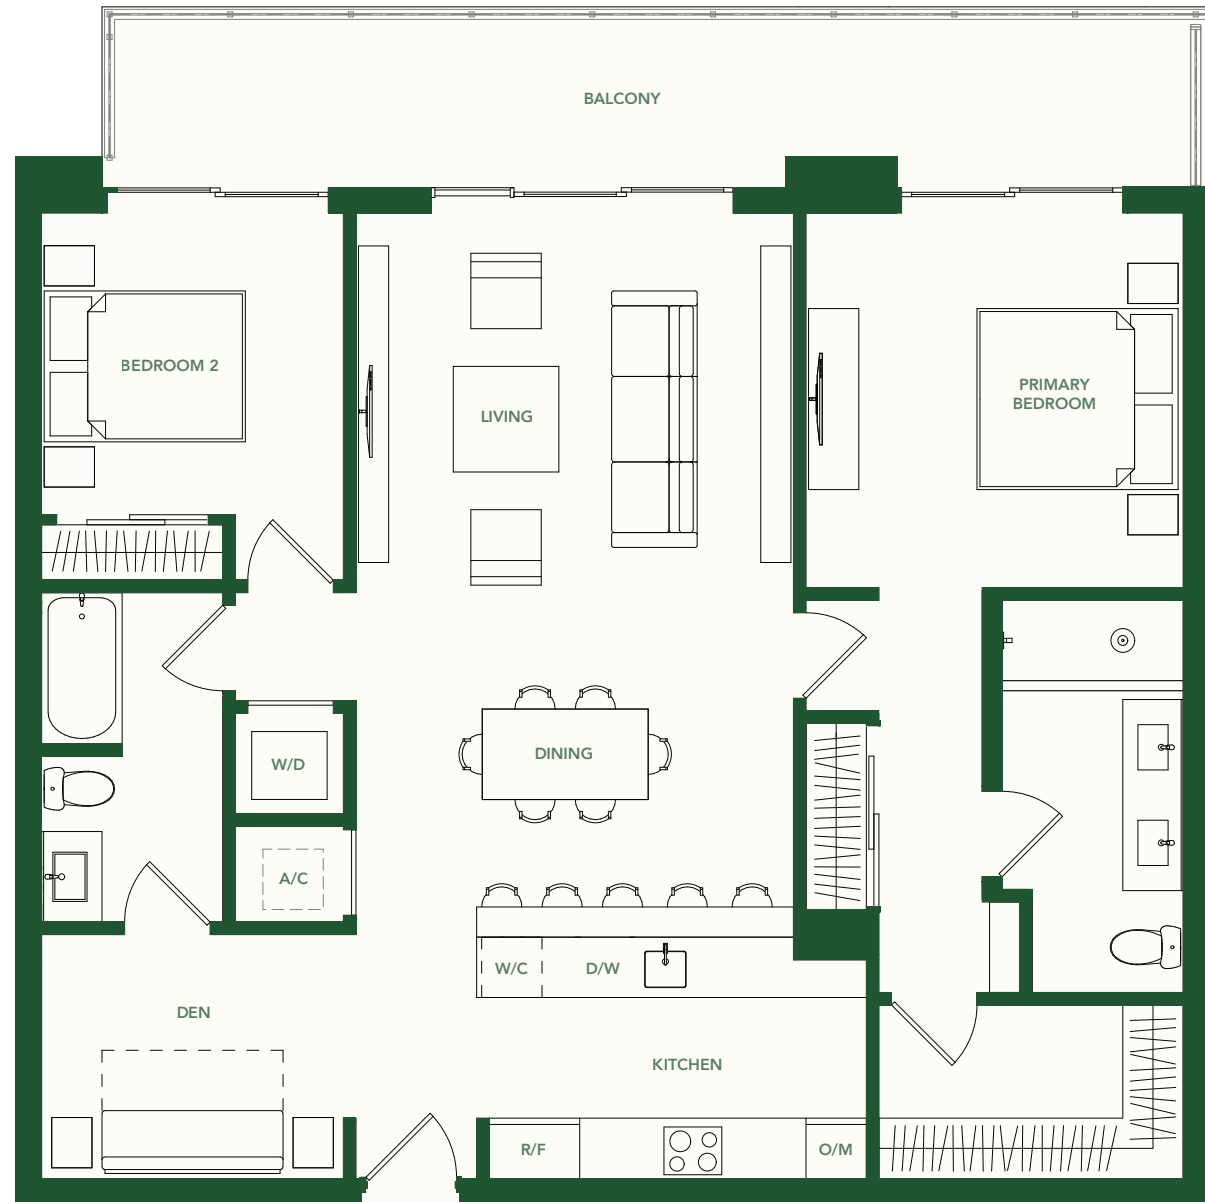 BALCONY
BEDROOM 2
LIVING
PRIMARY
BEDROOM
DINING
W/D
A/C
W/C
D/W
DEN
KITCHEN
R/F
O/M